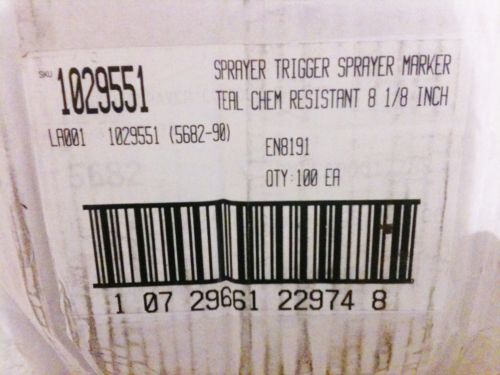 SKU 1029551
SPRAYER TRIGGER SPRAYER MARKER
TEAL CHEM RESISTANT 8 1/8 INCH
LA001 1029551 (5682-90)
EN8191
QTY:100 EA
5682
1 07 29661 22974 8